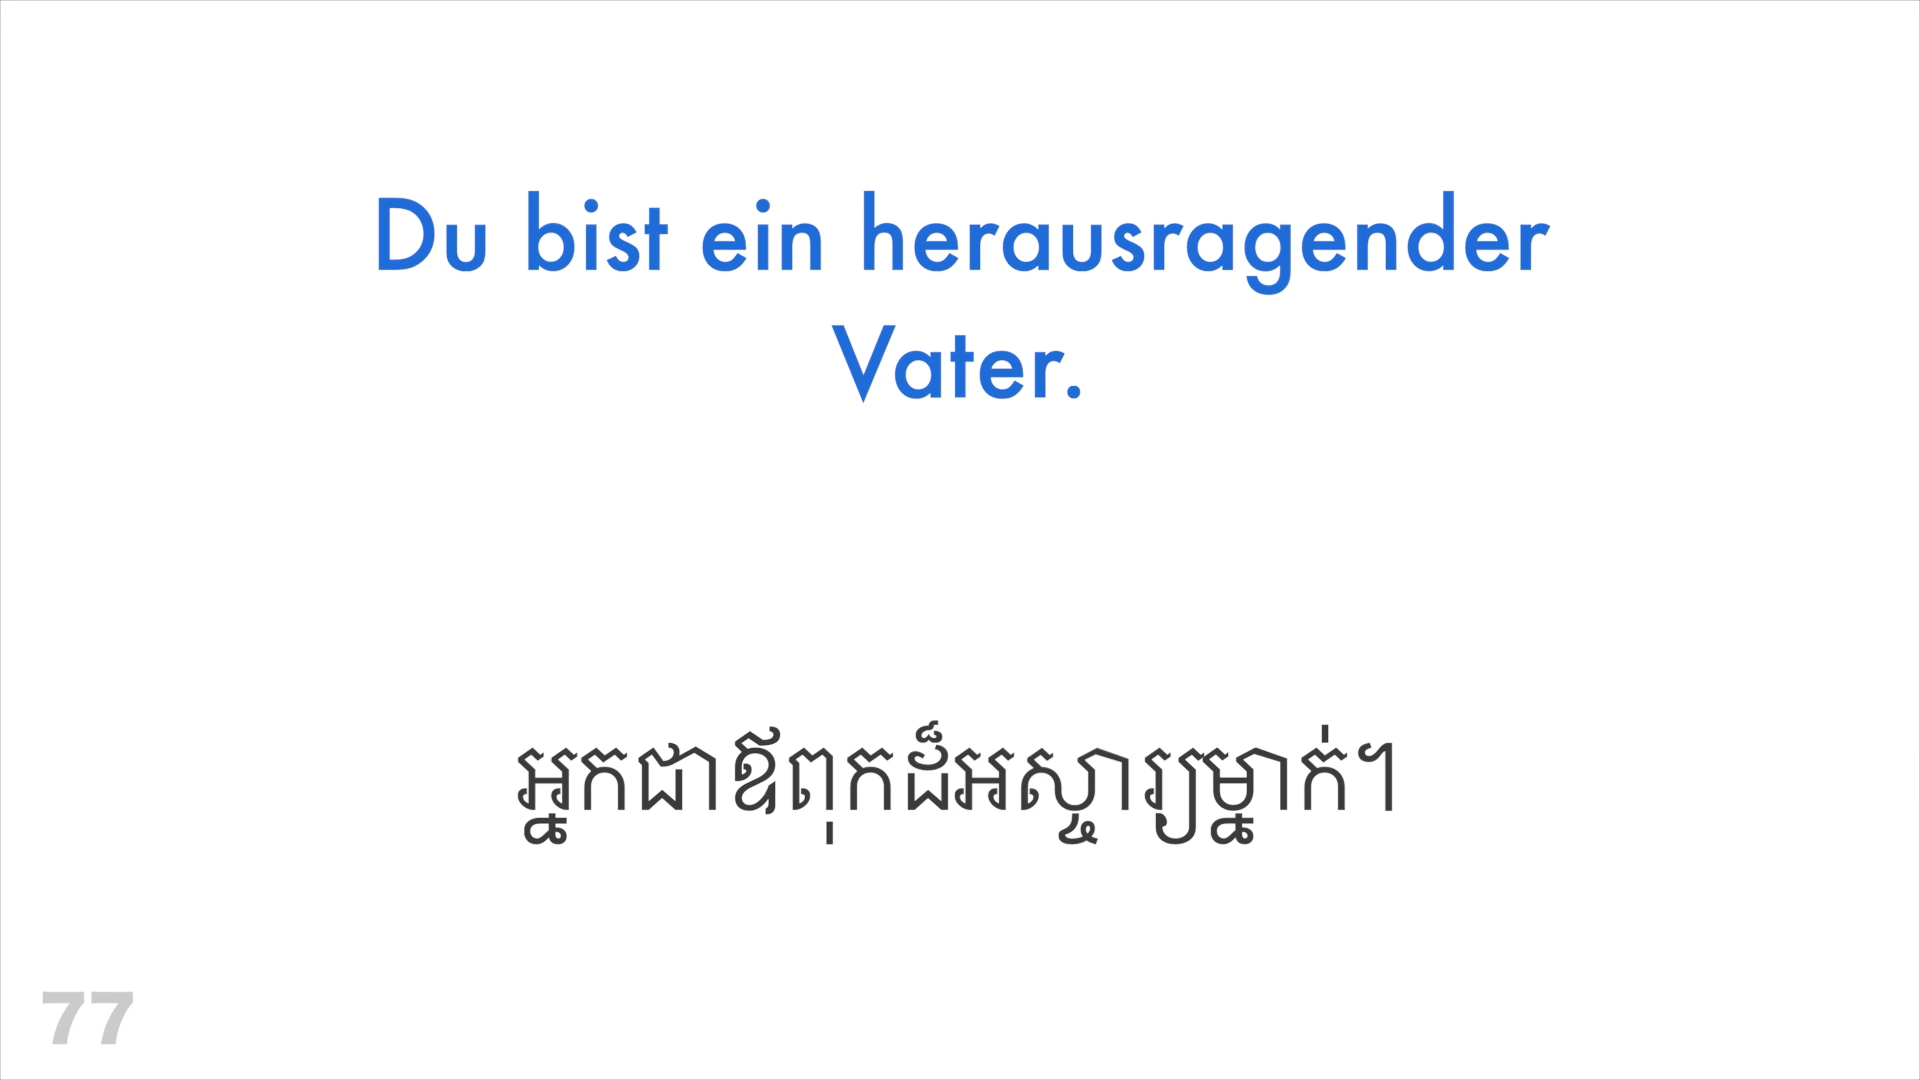 Du bist ein herausragender
Vater.
អ្នកជាឪពុកដ៏អស្ចារ្យម្នាក់។
77